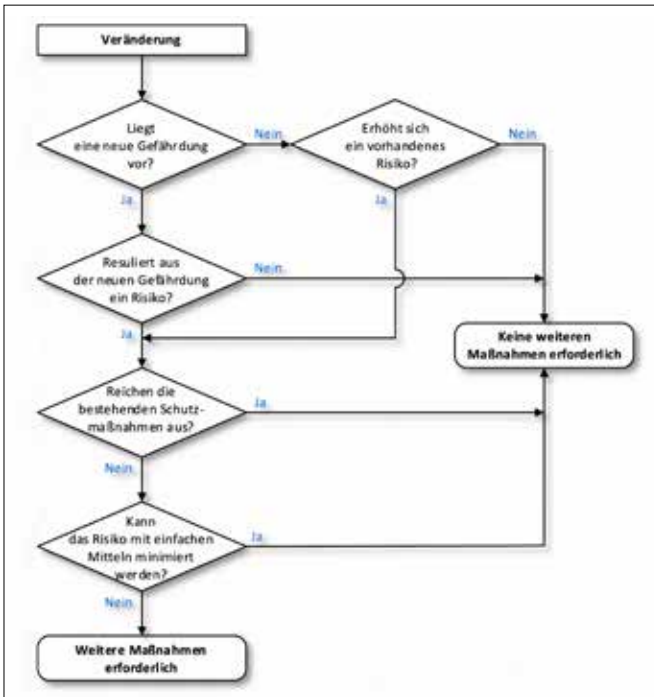 Veränderung
Liegt
eine neue Gefährdung
vor?
Nein
Erhöht sich
ein vorhandenes
Risiko?
Nein
Ja
Ja
Resuliert aus
der neuen Gefährdung
ein Risiko?
Nein
Ja
Keine weiteren
Maßnahmen erforderlich
Reichen die
bestehenden Schutz-
maßnahmen aus?
Ja
Nein
Kann
das Risiko mit einfachen
Mitteln minimiert
werden?
Ja
Nein
Weitere Maßnahmen
erforderlich